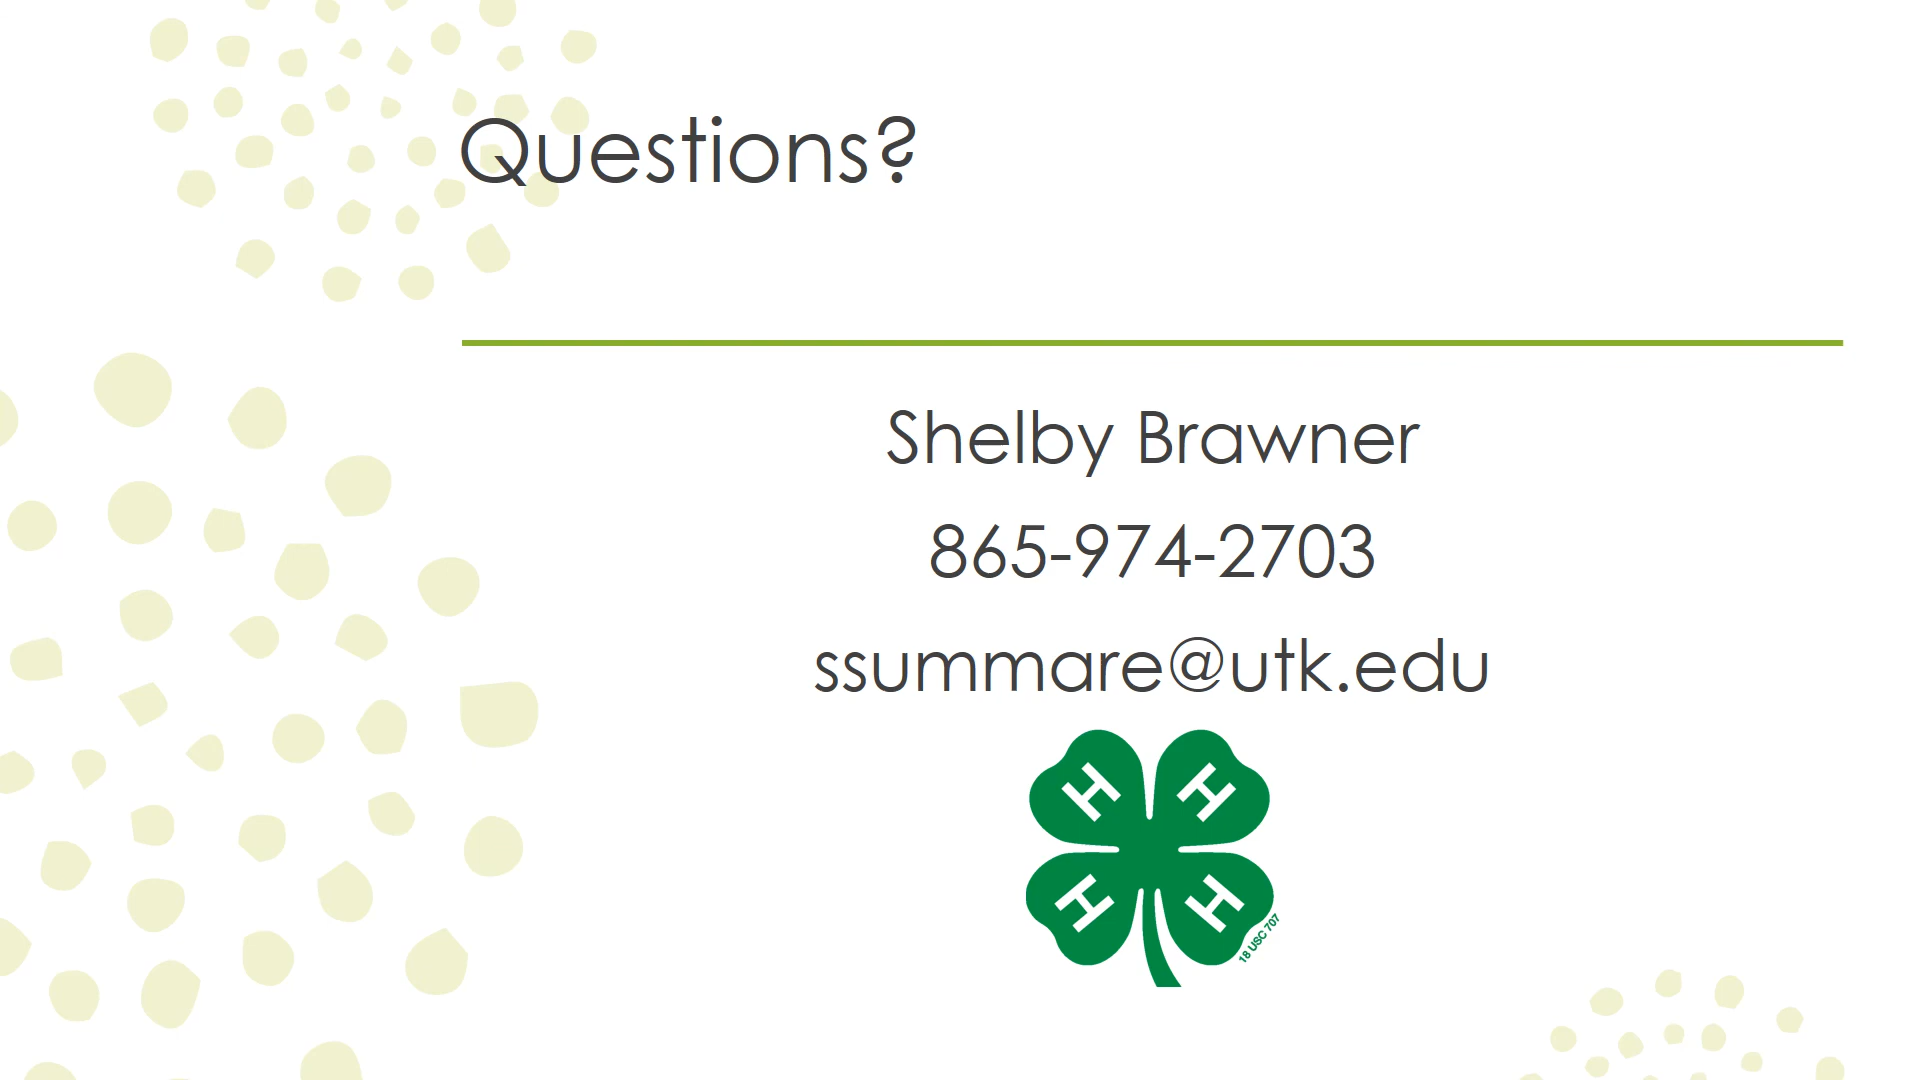 Questions?
Shelby Brawner
865-974-2703
ssummare@utk.edu
H H
H H
18 USC 707